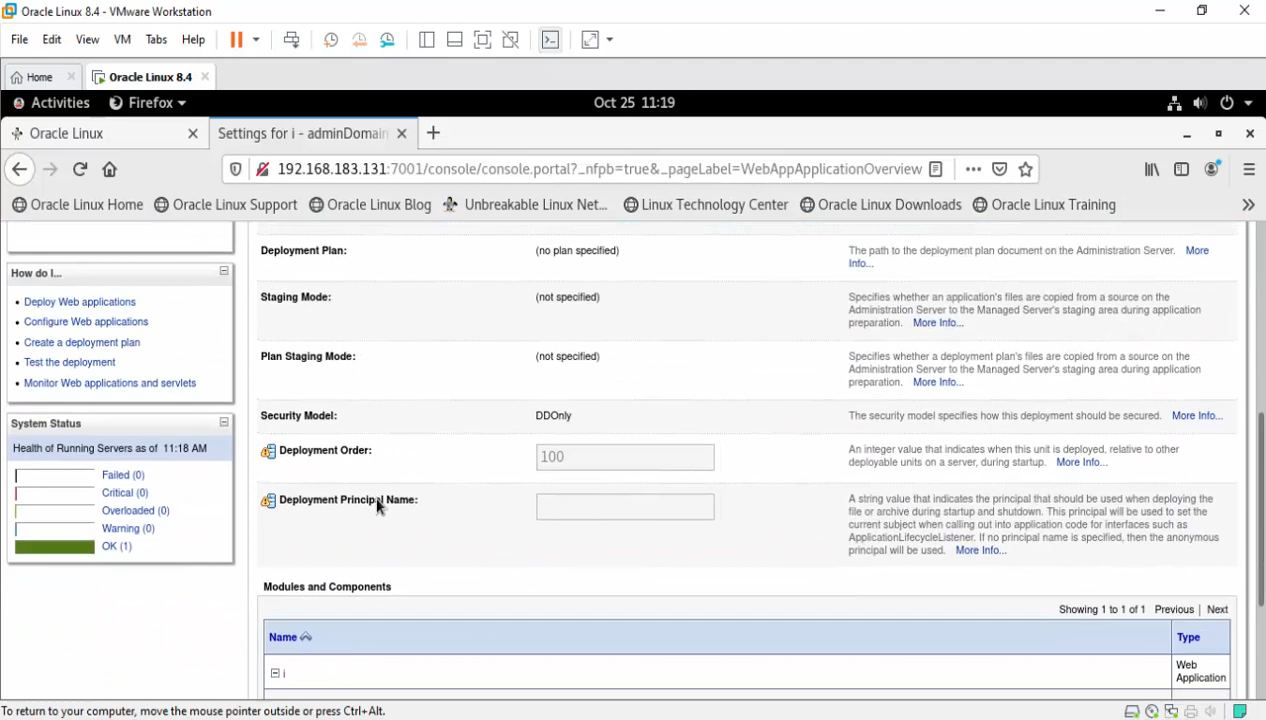 Oracle Linux 8.4 - VMware Workstation
File Edit View VM Tabs Help
Home Oracle Linux 8.4
Activities Firefox Oct 25 11:19
Oracle Linux Settings for i - adminDomain
192.168.183.131:7001/console/console.portal?_nfpb=true&_pageLabel=WebAppApplicationOverview
Oracle Linux Home Oracle Linux Support Oracle Linux Blog Unbreakable Linux Net... Linux Technology Center Oracle Linux Downloads Oracle Linux Training
How do I...
Deploy Web applications
Configure Web applications
Create a deployment plan
Test the deployment
Monitor Web applications and servlets
System Status
Health of Running Servers as of 11:18 AM
Failed (0)
Critical (0)
Overloaded (0)
Warning (0)
OK (1)
Deployment Plan: (no plan specified) The path to the deployment plan document on the Administration Server. More
Info...
Staging Mode: (not specified) Specifies whether an application's files are copied from a source on the
Administration Server to the Managed Server's staging area during application
preparation. More Info...
Plan Staging Mode: (not specified) Specifies whether a deployment plan's files are copied from a source on the
Administration Server to the Managed Server's staging area during application
preparation. More Info...
Security Model: DDOnly The security model specifies how this deployment should be secured. More Info...
Deployment Order: 100 An integer value that indicates when this unit is deployed, relative to other
deployable units on a server, during startup. More Info...
Deployment Principal Name: A string value that indicates the principal that should be used when deploying the
file or archive during startup and shutdown. This principal will be used to set the
current subject when calling out into application code for interfaces such as
ApplicationLifecycleListener. If no principal name is specified, then the anonymous
principal will be used. More Info...
Modules and Components
Showing 1 to 1 of 1 Previous | Next
Name Type
i Web
Application
To return to your computer, move the mouse pointer outside or press Ctrl+Alt.